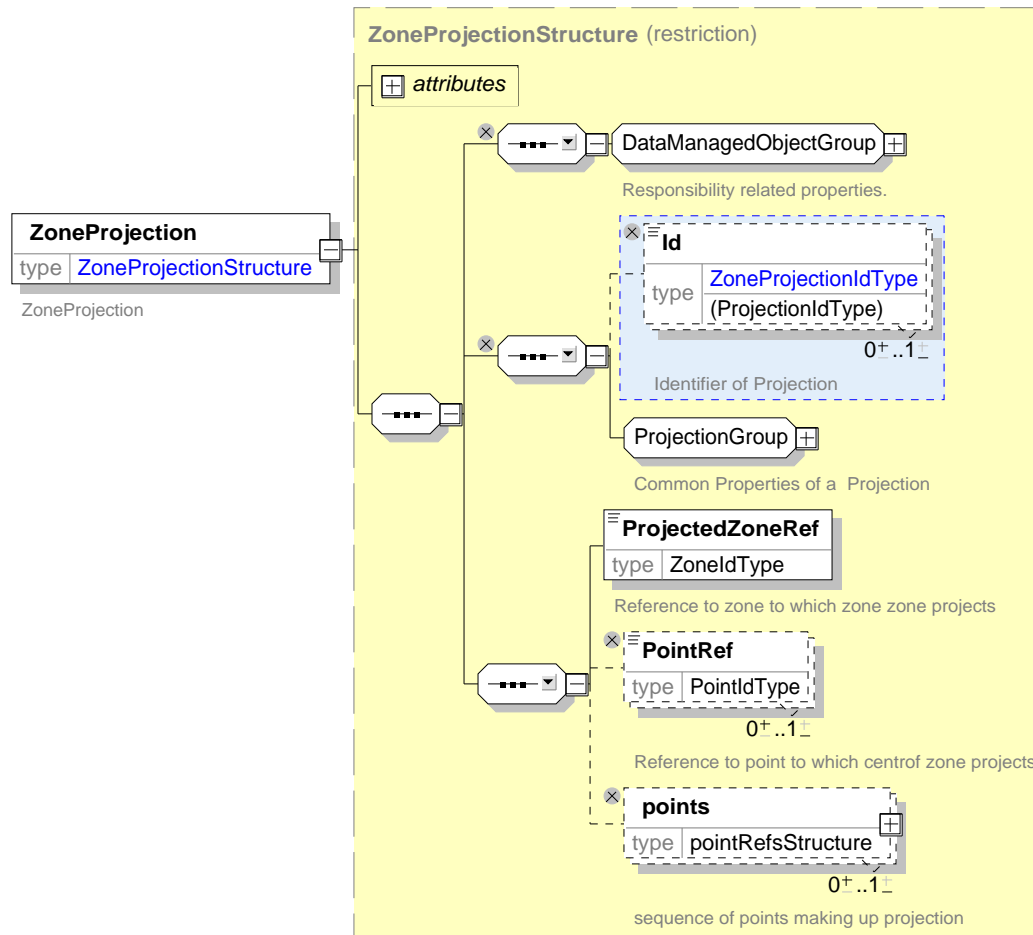 ZoneProjectionStructure (restriction)
attributes
DataManagedObjectGroup
Responsibility related properties.
ZoneProjection
type ZoneProjectionStructure
ZoneProjection
Id
type ZoneProjectionIdType
(ProjectionIdType)
0±..1±
Identifier of Projection
ProjectionGroup
Common Properties of a  Projection
ProjectedZoneRef
type ZoneIdType
Reference to zone to which zone zone projects
PointRef
type PointIdType
0±..1±
Reference to point to which centrof zone projects
points
type pointRefsStructure
0±..1±
sequence of points making up projection